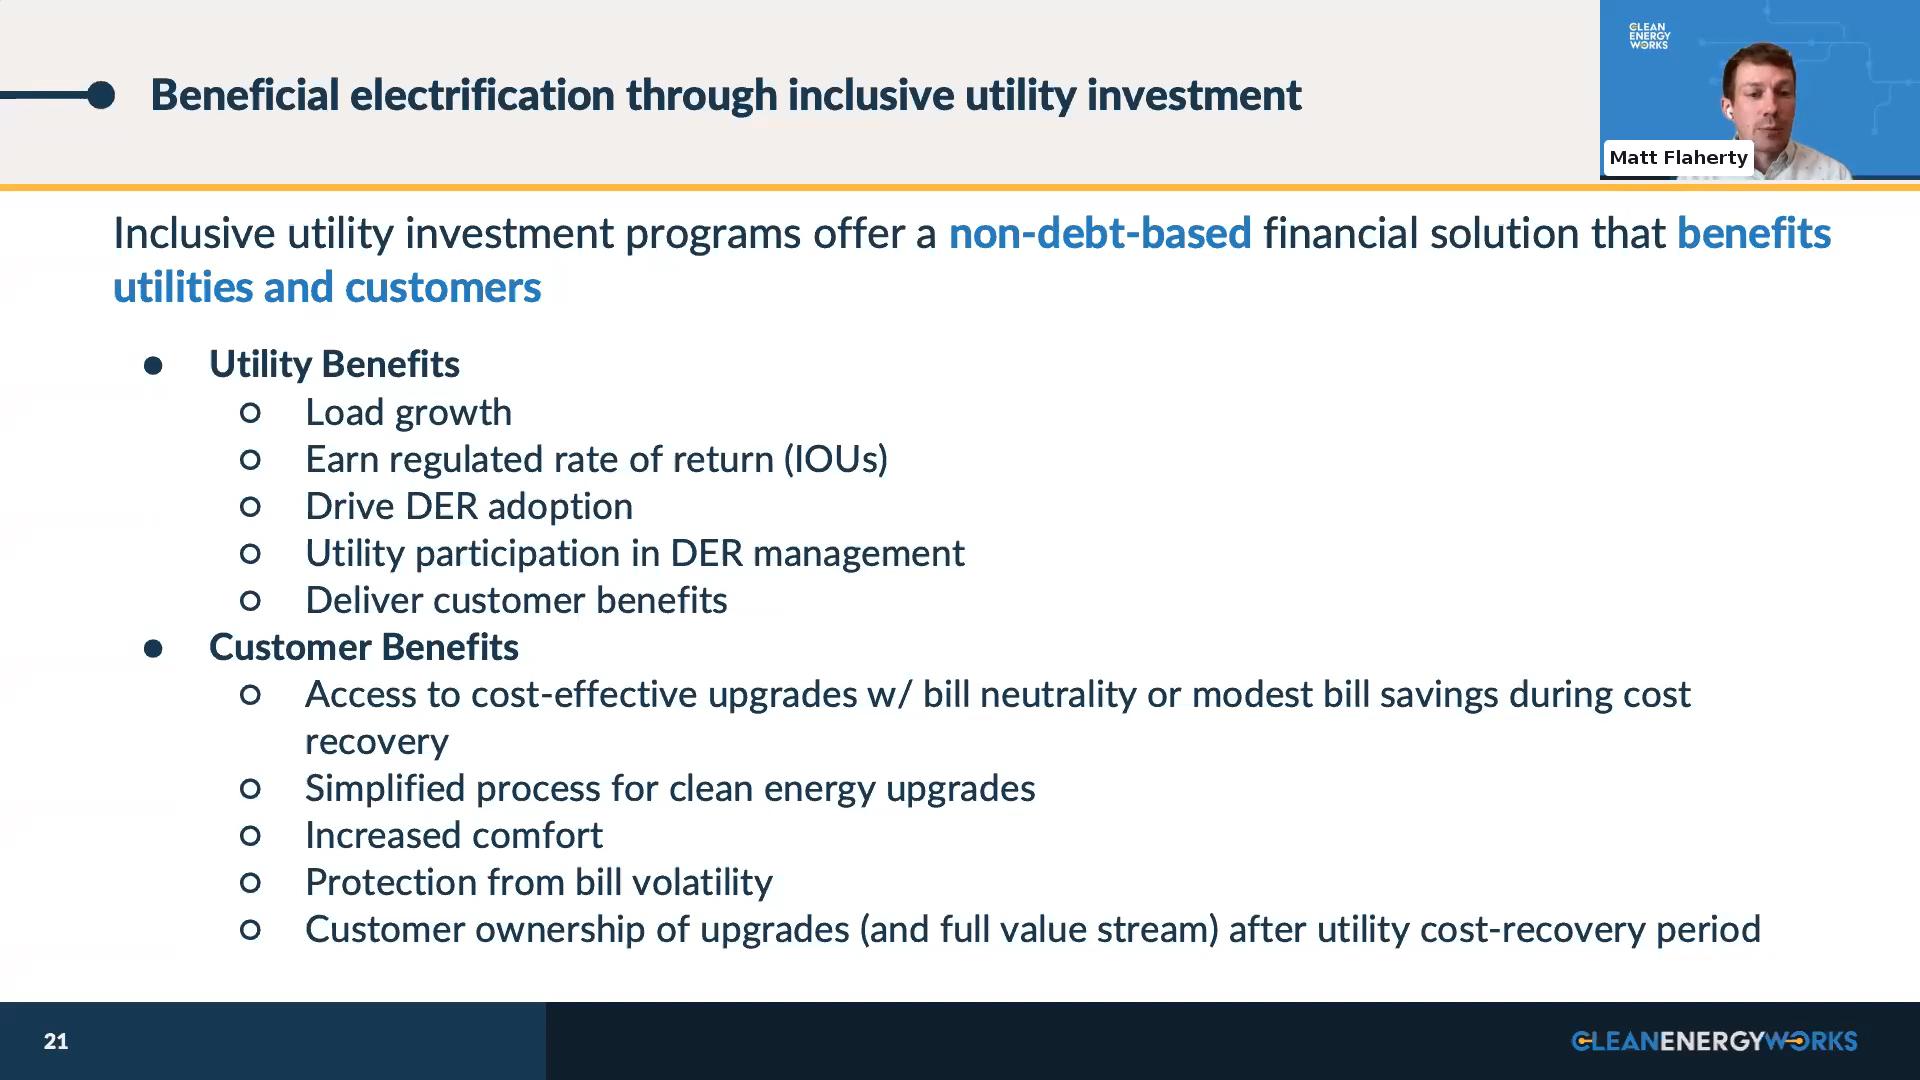 Beneficial electrification through inclusive utility investment
CLEAN
ENERGY
WORKS
Matt Flaherty
Inclusive utility investment programs offer a non-debt-based financial solution that benefits
utilities and customers
● Utility Benefits
○ Load growth
○ Earn regulated rate of return (IOUs)
○ Drive DER adoption
○ Utility participation in DER management
○ Deliver customer benefits
● Customer Benefits
○ Access to cost-effective upgrades w/ bill neutrality or modest bill savings during cost
recovery
○ Simplified process for clean energy upgrades
○ Increased comfort
○ Protection from bill volatility
○ Customer ownership of upgrades (and full value stream) after utility cost-recovery period
21
CLEANENERGYWORKS